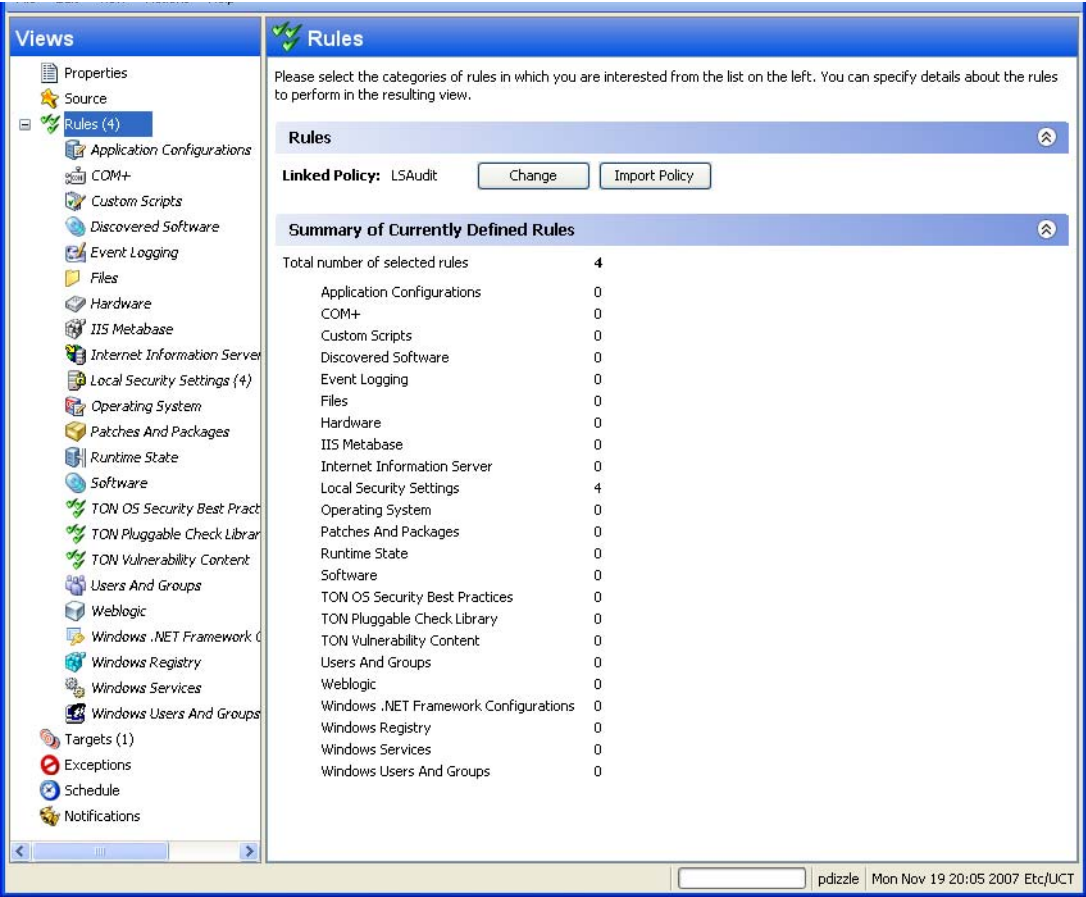 Views
Properties
Source
Rules (4)
Application Configurations
COM+
Custom Scripts
Discovered Software
Event Logging
Files
Hardware
IIS Metabase
Internet Information Server
Local Security Settings (4)
Operating System
Patches And Packages
Runtime State
Software
TON OS Security Best Pract
TON Pluggable Check Librar
TON Vulnerability Content
Users And Groups
Weblogic
Windows .NET Framework C
Windows Registry
Windows Services
Windows Users And Groups
Targets (1)
Exceptions
Schedule
Notifications
Rules
Please select the categories of rules in which you are interested from the list on the left. You can specify details about the rules
to perform in the resulting view.
Rules
Linked Policy: LSAudit Change Import Policy
Summary of Currently Defined Rules
Total number of selected rules 4
Application Configurations 0
COM+ 0
Custom Scripts 0
Discovered Software 0
Event Logging 0
Files 0
Hardware 0
IIS Metabase 0
Internet Information Server 0
Local Security Settings 4
Operating System 0
Patches And Packages 0
Runtime State 0
Software 0
TON OS Security Best Practices 0
TON Pluggable Check Library 0
TON Vulnerability Content 0
Users And Groups 0
Weblogic 0
Windows .NET Framework Configurations 0
Windows Registry 0
Windows Services 0
Windows Users And Groups 0
pdizzle Mon Nov 19 20:05 2007 Etc/UCT